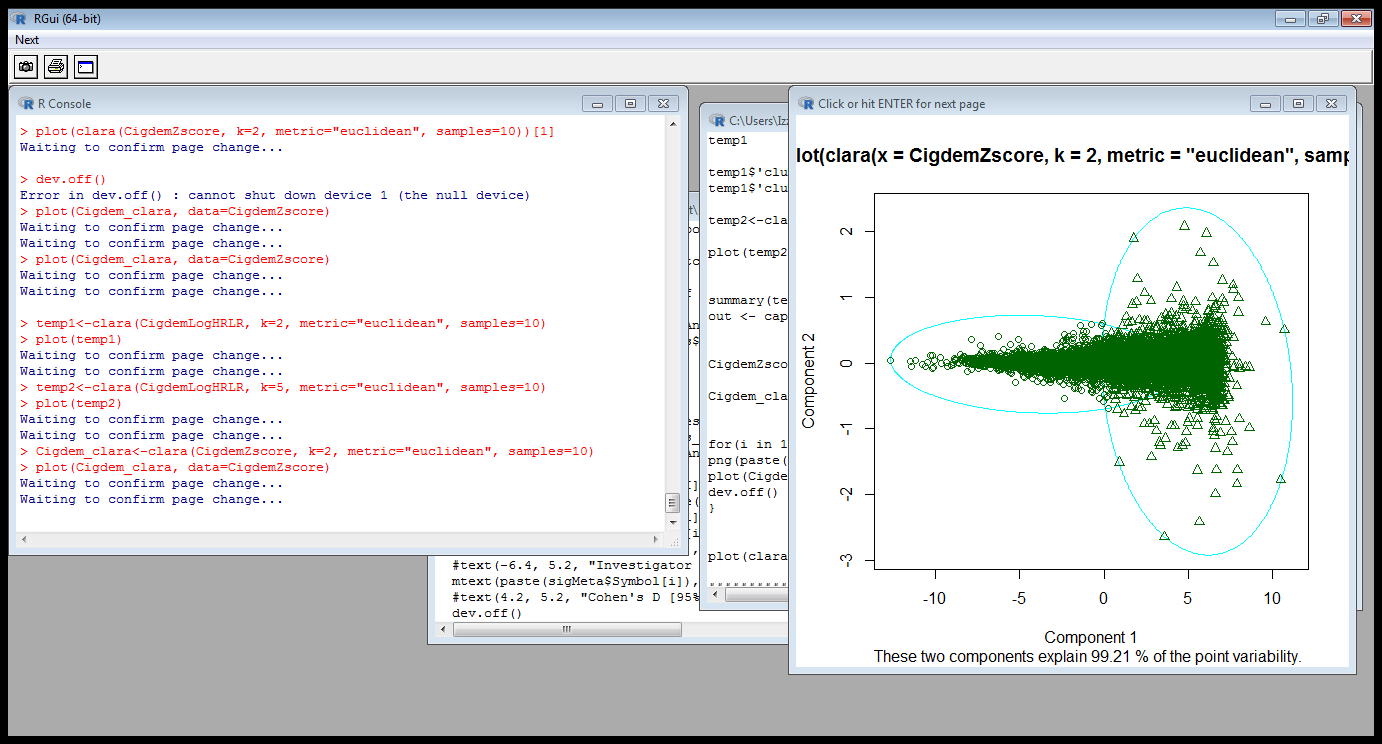 RGui (64-bit)
Next
R Console
> plot(clara(CigdemZscore, k=2, metric="euclidean", samples=10))[1]
Waiting to confirm page change...
> dev.off()
Error in dev.off() : cannot shut down device 1 (the null device)
> plot(Cigdem_clara, data=CigdemZscore)
Waiting to confirm page change...
Waiting to confirm page change...
> plot(Cigdem_clara, data=CigdemZscore)
Waiting to confirm page change...
Waiting to confirm page change...
> temp1<-clara(CigdemLogHRLR, k=2, metric="euclidean", samples=10)
> plot(temp1)
Waiting to confirm page change...
Waiting to confirm page change...
> temp2<-clara(CigdemLogHRLR, k=5, metric="euclidean", samples=10)
> plot(temp2)
Waiting to confirm page change...
Waiting to confirm page change...
> Cigdem_clara<-clara(CigdemZscore, k=2, metric="euclidean", samples=10)
> plot(Cigdem_clara, data=CigdemZscore)
Waiting to confirm page change...
Waiting to confirm page change...
#text(-6.4, 5.2, "Investigator
mtext(paste(sigMeta$Symbol[i]),
#text(4.2, 5.2, "Cohen's D [95%
dev.off()
C:\Users\Iz
temp1
temp1$'clu
temp1$'clu
temp2<-cla
plot(temp2
summary(te
out <- cap
CigdemZsco
Cigdem_cla
for(i in 1
png(paste(
plot(Cigde
dev.off()
}
plot(clara
Click or hit ENTER for next page
lot(clara(x = CigdemZscore, k = 2, metric = "euclidean", samp
Component 2
2
1
0
-1
-2
-3
-10 -5 0 5 10
Component 1
These two components explain 99.21 % of the point variability.